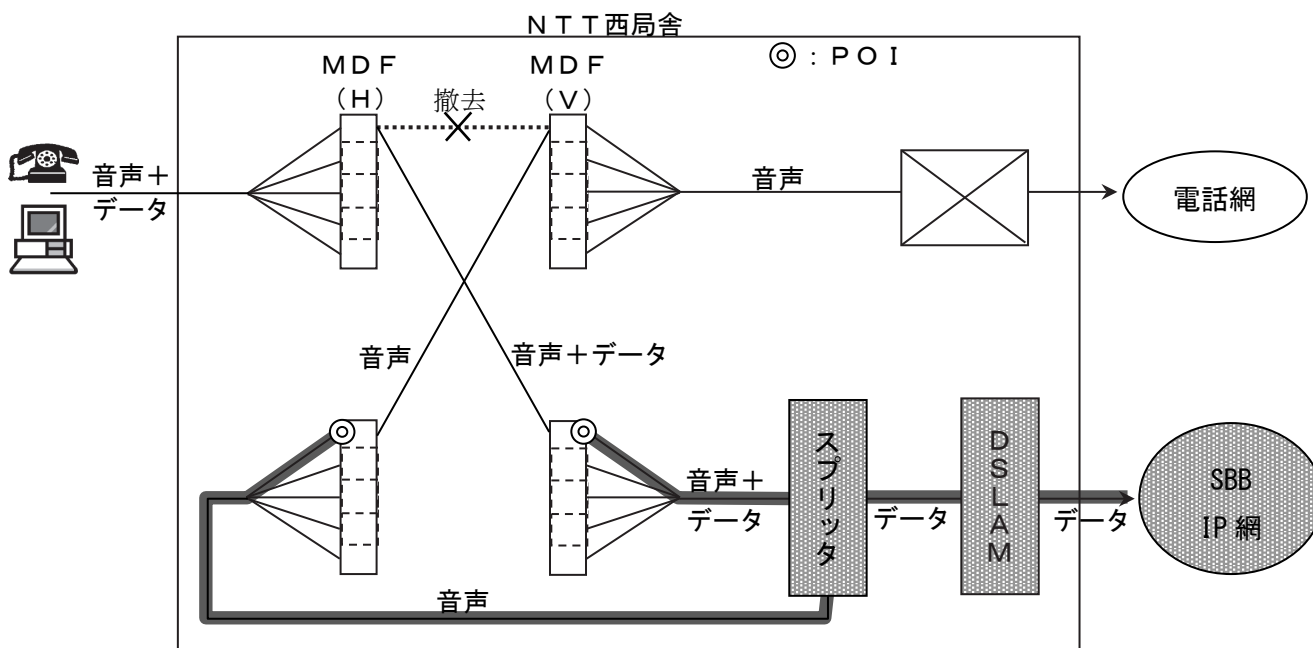 NTT西局舎
◎:POI
MDF
(H)
MDF
(V)
撤去
音声+
データ
音声
電話網
音声
音声+データ
スプリッタ
DSLAM
音声+
データ
データ
データ
SBB
IP網
音声